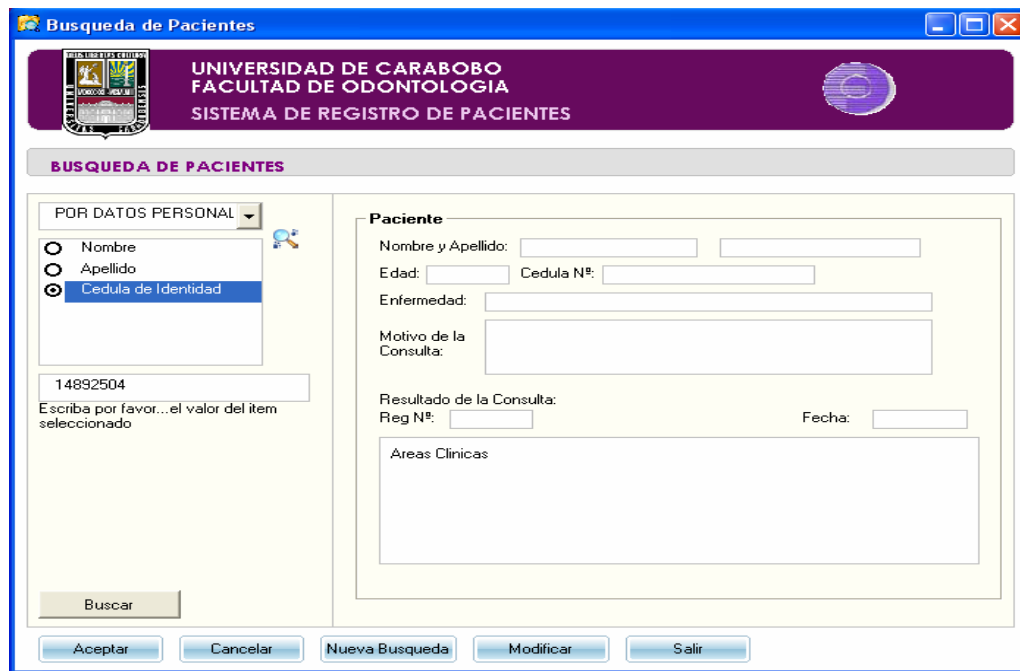 Busqueda de Pacientes
UNIVERSIDAD DE CARABOBO
FACULTAD DE ODONTOLOGIA
SISTEMA DE REGISTRO DE PACIENTES
BUSQUEDA DE PACIENTES
POR DATOS PERSONAL
Nombre
Apellido
Cedula de Identidad
14892504
Escriba por favor...el valor del item
seleccionado
Buscar
Paciente
Nombre y Apellido:
Edad: Cedula Nº:
Enfermedad:
Motivo de la
Consulta:
Resultado de la Consulta:
Reg Nº: Fecha:
Areas Clinicas
Aceptar Cancelar Nueva Busqueda Modificar Salir